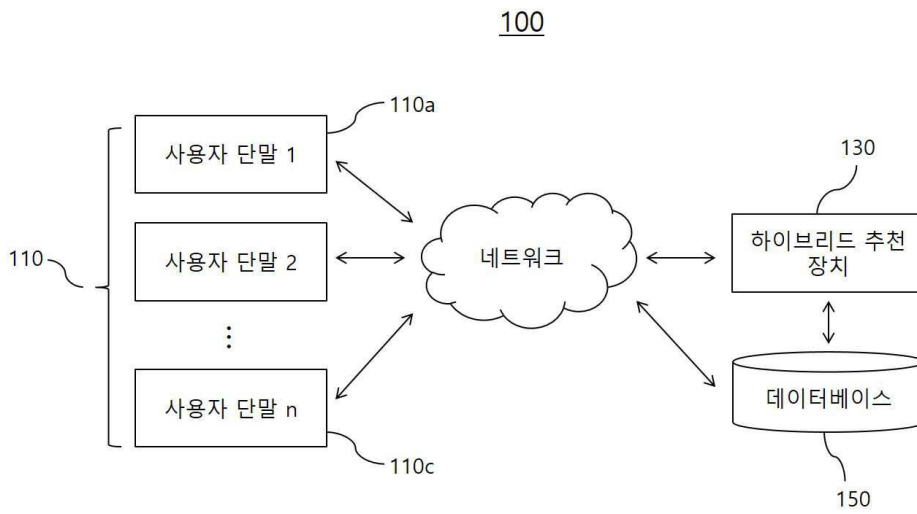 100
110a
사용자 단말 1
130
110
사용자 단말 2
네트워크
하이브리드 추천
장치
⋮
사용자 단말 n
데이터베이스
110c
150